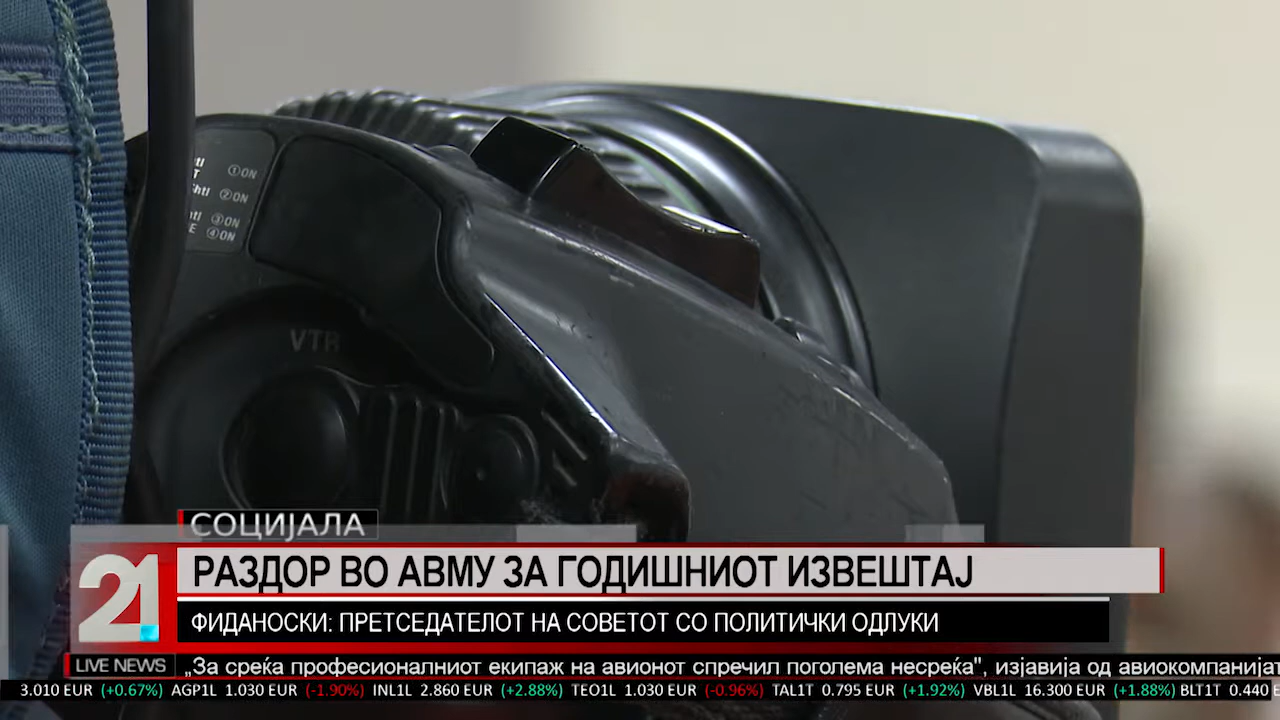 ①ON
②ON
③ON
④ON
VTR
СОЦИЈАЛА
21
РАЗДОР ВО АВМУ ЗА ГОДИШНИОТ ИЗВЕШТАЈ
ФИДАНОСКИ: ПРЕТСЕДАТЕЛОТ НА СОВЕТОТ СО ПОЛИТИЧКИ ОДЛУКИ
LIVE NEWS „За среќа професионалниот екипаж на авионот спречил поголема несреќа", изјавија од авиокомпанијат
3.010 EUR (+0.67%) AGP1L 1.030 EUR (-1.90%) INL1L 2.860 EUR (+2.88%) TEO1L 1.030 EUR (-0.96%) TAL1T 0.795 EUR (+1.92%) VBL1L 16.300 EUR (+1.88%) BLT1T 0.440 E